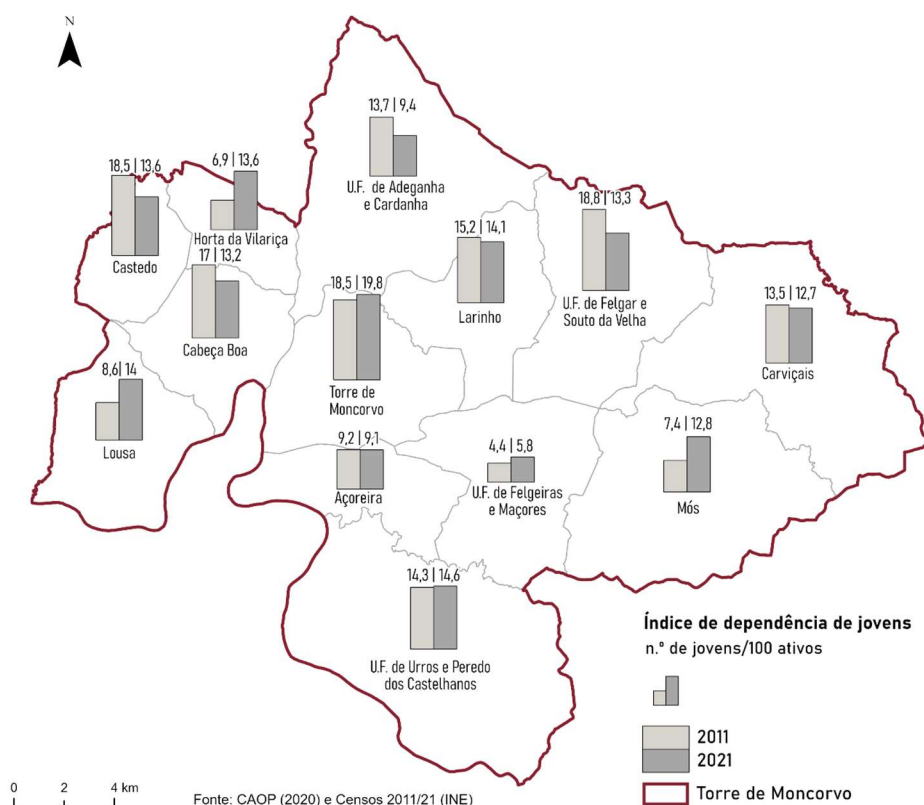 N
13,7 | 9,4
U.F. de Adeganha
e Cardanha
18,5 | 13,6
Castedo
6,9 | 13,6
Horta da Vilariça
17 | 13,2
Cabeça Boa
18,8 | 13,3
U.F. de Felgar e
Souto da Velha
15,2 | 14,1
Larinho
18,5 | 19,8
Torre de
Moncorvo
13,5 | 12,7
Carviçais
8,6 | 14
Lousa
9,2 | 9,1
Açoreira
4,4 | 5,8
U.F. de Felgeiras
e Maçores
7,4 | 12,8
Mós
14,3 | 14,6
U.F. de Urros e Peredo
dos Castelhanos
Índice de dependência de jovens
n.º de jovens/100 ativos
2011
2021
Torre de Moncorvo
0 2 4 km
Fonte: CAOP (2020) e Censos 2011/21 (INE)